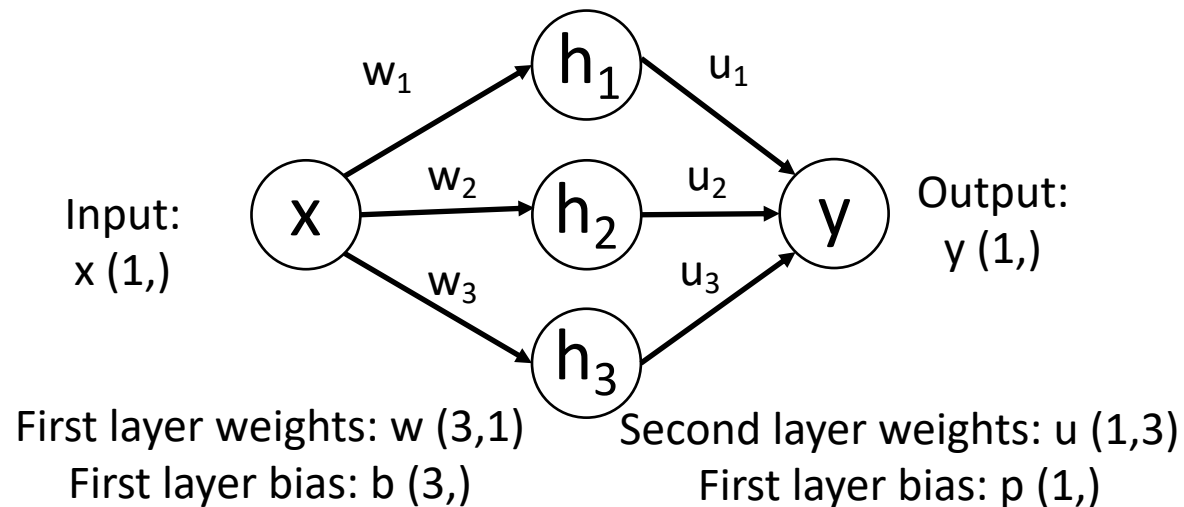 w₁
h₁
u₁
w₂
u₂
Input:
x (1,)
x
h₂
y
Output:
y (1,)
w₃
u₃
h₃
First layer weights: w (3,1)
First layer bias: b (3,)
Second layer weights: u (1,3)
First layer bias: p (1,)